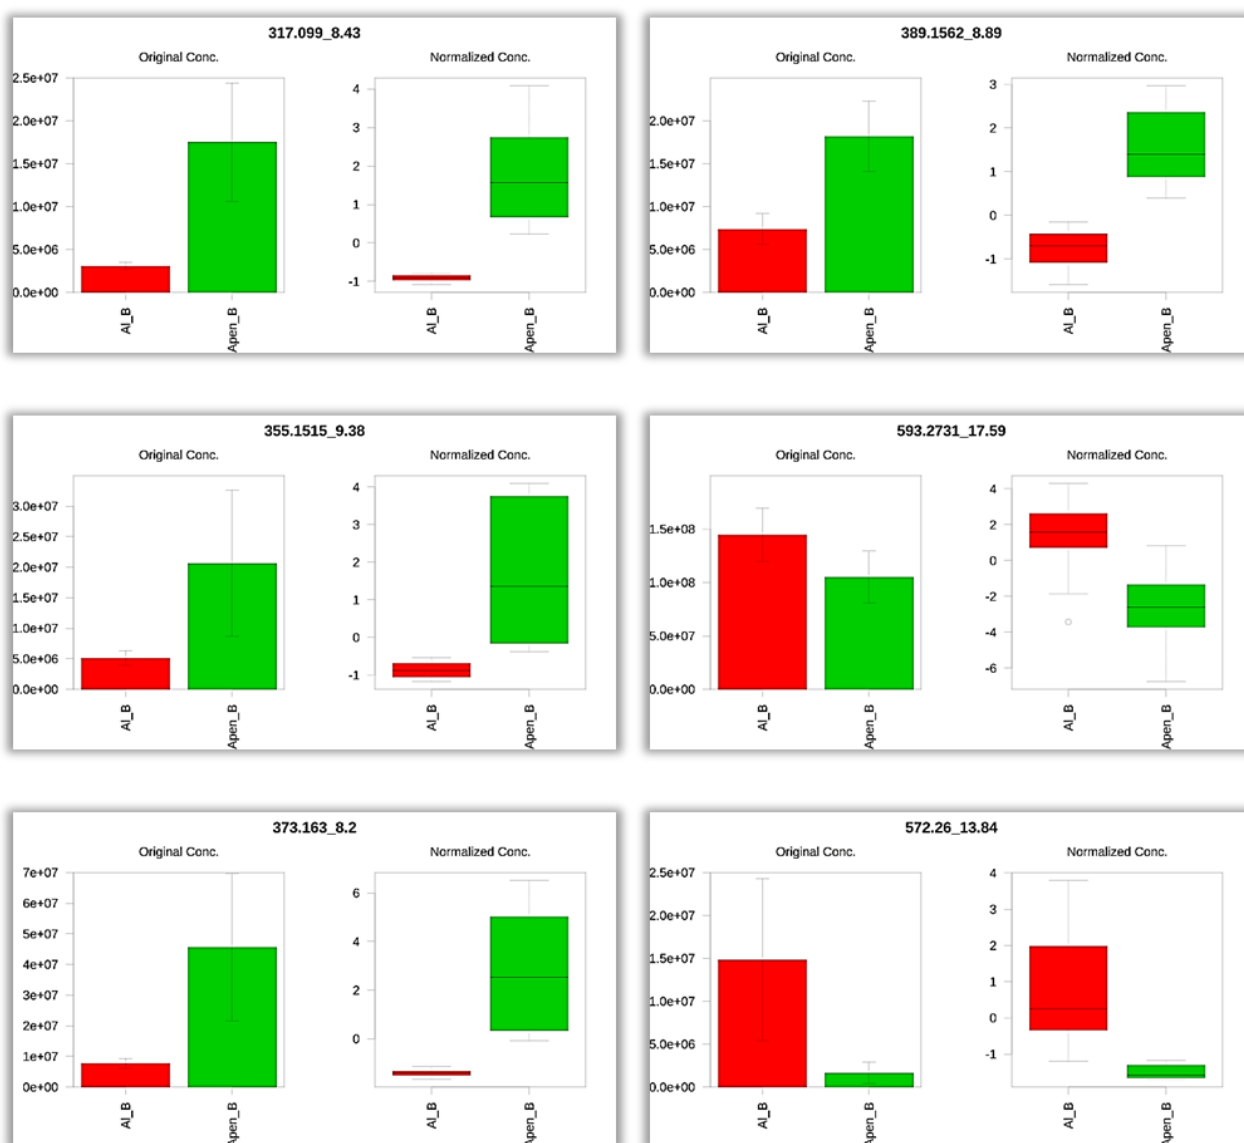 317.099_8.43
Original Conc.
Normalized Conc.
2.5e+07
2.0e+07
1.5e+07
1.0e+07
5.0e+06
0.0e+00
4
3
2
1
0
-1
Al_B
Apen_B
Al_B
Apen_B
389.1562_8.89
Original Conc.
Normalized Conc.
2.0e+07
1.5e+07
1.0e+07
5.0e+06
0.0e+00
3
2
1
0
-1
Al_B
Apen_B
Al_B
Apen_B
355.1515_9.38
Original Conc.
Normalized Conc.
3.0e+07
2.5e+07
2.0e+07
1.5e+07
1.0e+07
5.0e+06
0.0e+00
4
3
2
1
0
-1
Al_B
Apen_B
Al_B
Apen_B
593.2731_17.59
Original Conc.
Normalized Conc.
1.5e+08
1.0e+08
5.0e+07
0.0e+00
4
2
0
-2
-4
-6
Al_B
Apen_B
Al_B
Apen_B
373.163_8.2
Original Conc.
Normalized Conc.
7e+07
6e+07
5e+07
4e+07
3e+07
2e+07
1e+07
0e+00
6
4
2
0
Al_B
Apen_B
Al_B
Apen_B
572.26_13.84
Original Conc.
Normalized Conc.
2.5e+07
2.0e+07
1.5e+07
1.0e+07
5.0e+06
0.0e+00
4
3
2
1
0
-1
Al_B
Apen_B
Al_B
Apen_B